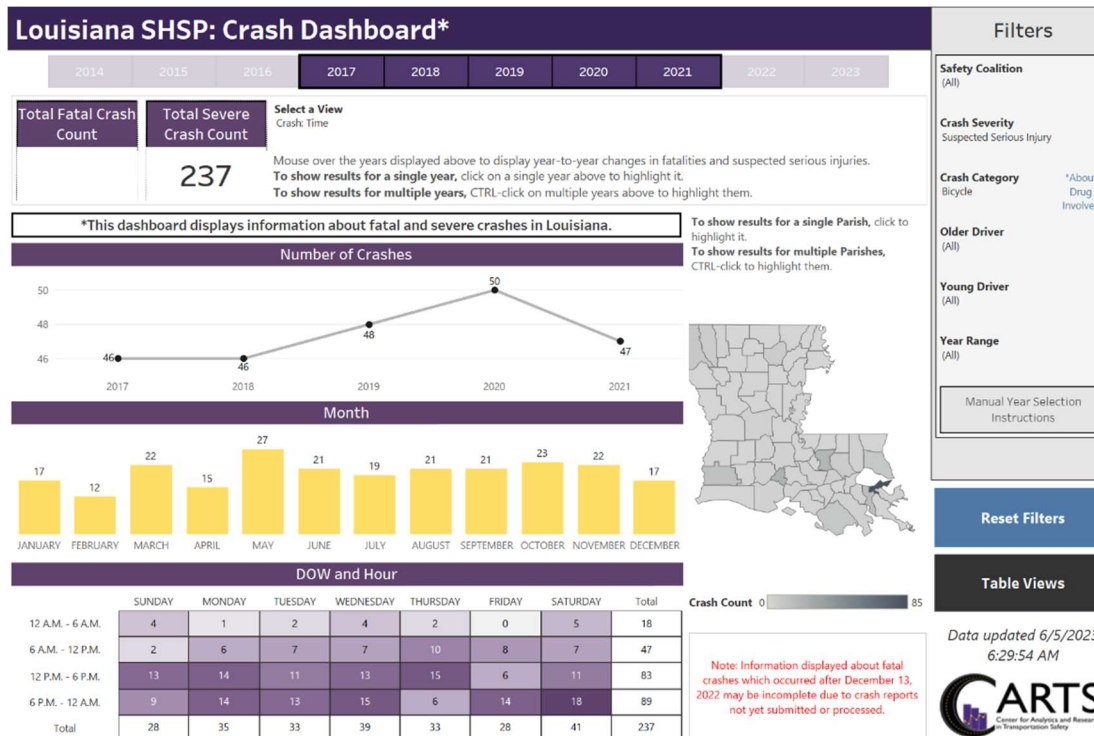 Louisiana SHSP: Crash Dashboard*
2014 2015 2016 2017 2018 2019 2020 2021 2022 2023
Total Fatal Crash
Count
Total Severe
Crash Count
237
Select a View
Crash: Time
Mouse over the years displayed above to display year-to-year changes in fatalities and suspected serious injuries.
To show results for a single year, click on a single year above to highlight it.
To show results for multiple years, CTRL-click on multiple years above to highlight them.
*This dashboard displays information about fatal and severe crashes in Louisiana.
To show results for a single Parish, click to
highlight it.
To show results for multiple Parishes,
CTRL-click to highlight them.
Number of Crashes
50
48
46
46 46 48 50 47
2017 2018 2019 2020 2021
Month
17 12 22 15 27 21 19 21 21 23 22 17
JANUARY FEBRUARY MARCH APRIL MAY JUNE JULY AUGUST SEPTEMBER OCTOBER NOVEMBER DECEMBER
DOW and Hour
SUNDAY MONDAY TUESDAY WEDNESDAY THURSDAY FRIDAY SATURDAY Total
12 A.M. - 6 A.M. 4 1 2 4 2 0 5 18
6 A.M. - 12 P.M. 2 6 7 7 10 8 7 47
12 P.M. - 6 P.M. 13 14 11 13 15 6 11 83
6 P.M. - 12 A.M. 9 14 13 15 6 14 18 89
Total 28 35 33 39 33 28 41 237
Crash Count 0 85
Note: Information displayed about fatal
crashes which occurred after December 13,
2022 may be incomplete due to crash reports
not yet submitted or processed.
Filters
Safety Coalition
(All)
Crash Severity
Suspected Serious Injury
Crash Category
Bicycle
*Abou
Drug
Involve
Older Driver
(All)
Young Driver
(All)
Year Range
(All)
Manual Year Selection
Instructions
Reset Filters
Table Views
Data updated 6/5/2023
6:29:54 AM
CARTS
Center for Analytics and Resear
in Transportation Safety